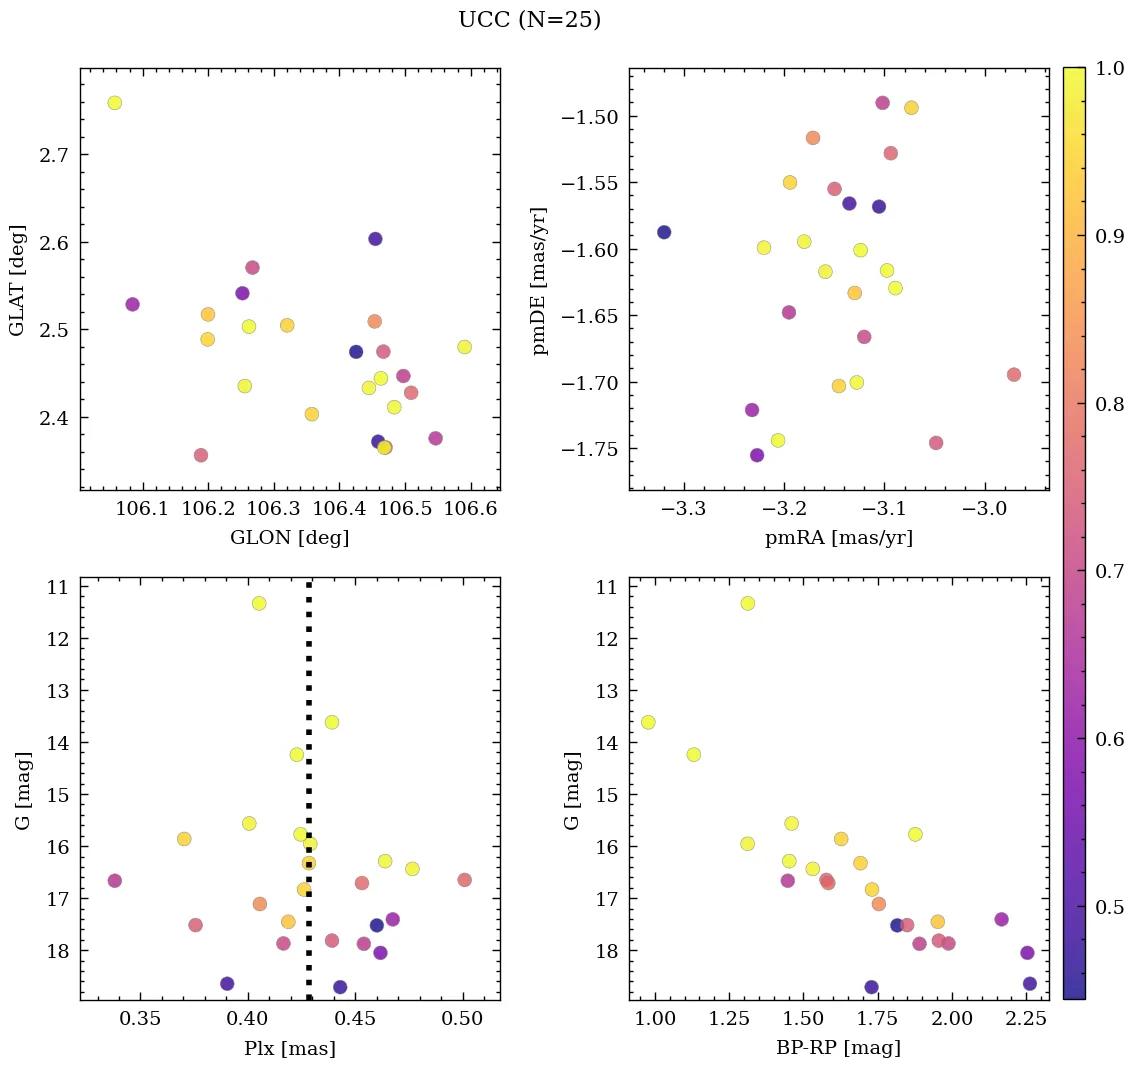 UCC (N=25)
2.7
2.6
2.5
2.4
GLAT [deg]
106.1 106.2 106.3 106.4 106.5 106.6
GLON [deg]
−1.50
−1.55
−1.60
−1.65
−1.70
−1.75
pmDE [mas/yr]
−3.3 −3.2 −3.1 −3.0
pmRA [mas/yr]
11
12
13
14
15
16
17
18
G [mag]
0.35 0.40 0.45 0.50
Plx [mas]
11
12
13
14
15
16
17
18
G [mag]
1.00 1.25 1.50 1.75 2.00 2.25
BP-RP [mag]
1.0
0.9
0.8
0.7
0.6
0.5